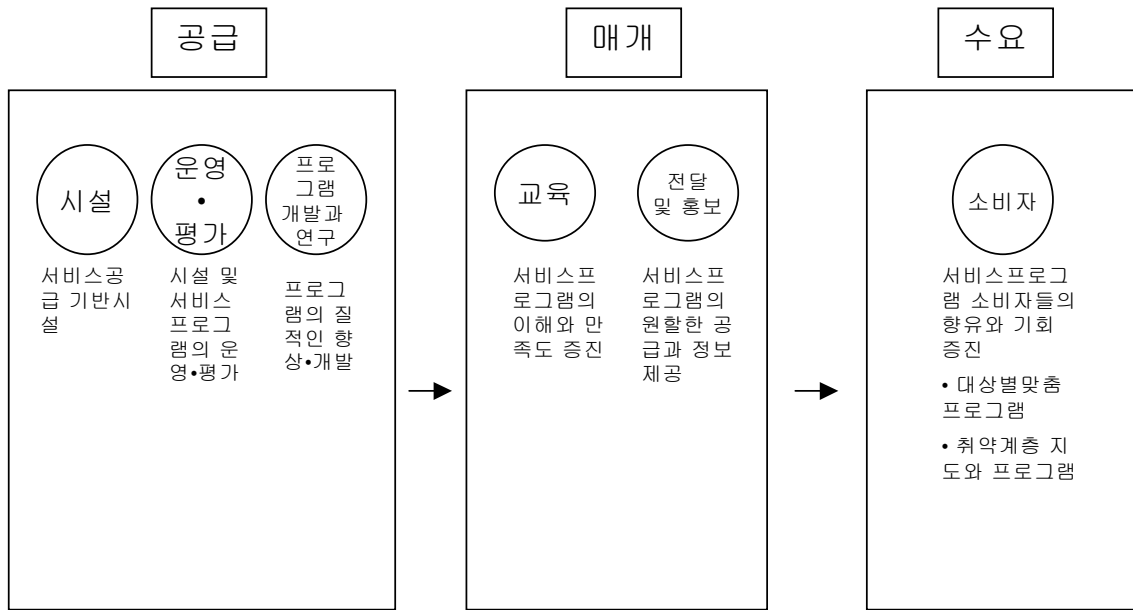 공급
매개
수요
시설
운영
•
평가
프로
그램
개발과
연구
서비스공
급 기반시
설
시설 및
서비스
프로그
램의 운
영•평가
프로그
램의 질
적인 향
상•개발
교육
전달
및 홍보
서비스프
로그램의
이해와 만
족도 증진
서비스프
로그램의
원할한 공
급과 정보
제공
소비자
서비스프로그
램 소비자들의
향유와 기회
증진
• 대상별맞춤
프로그램
• 취약계층 지
도와 프로그램